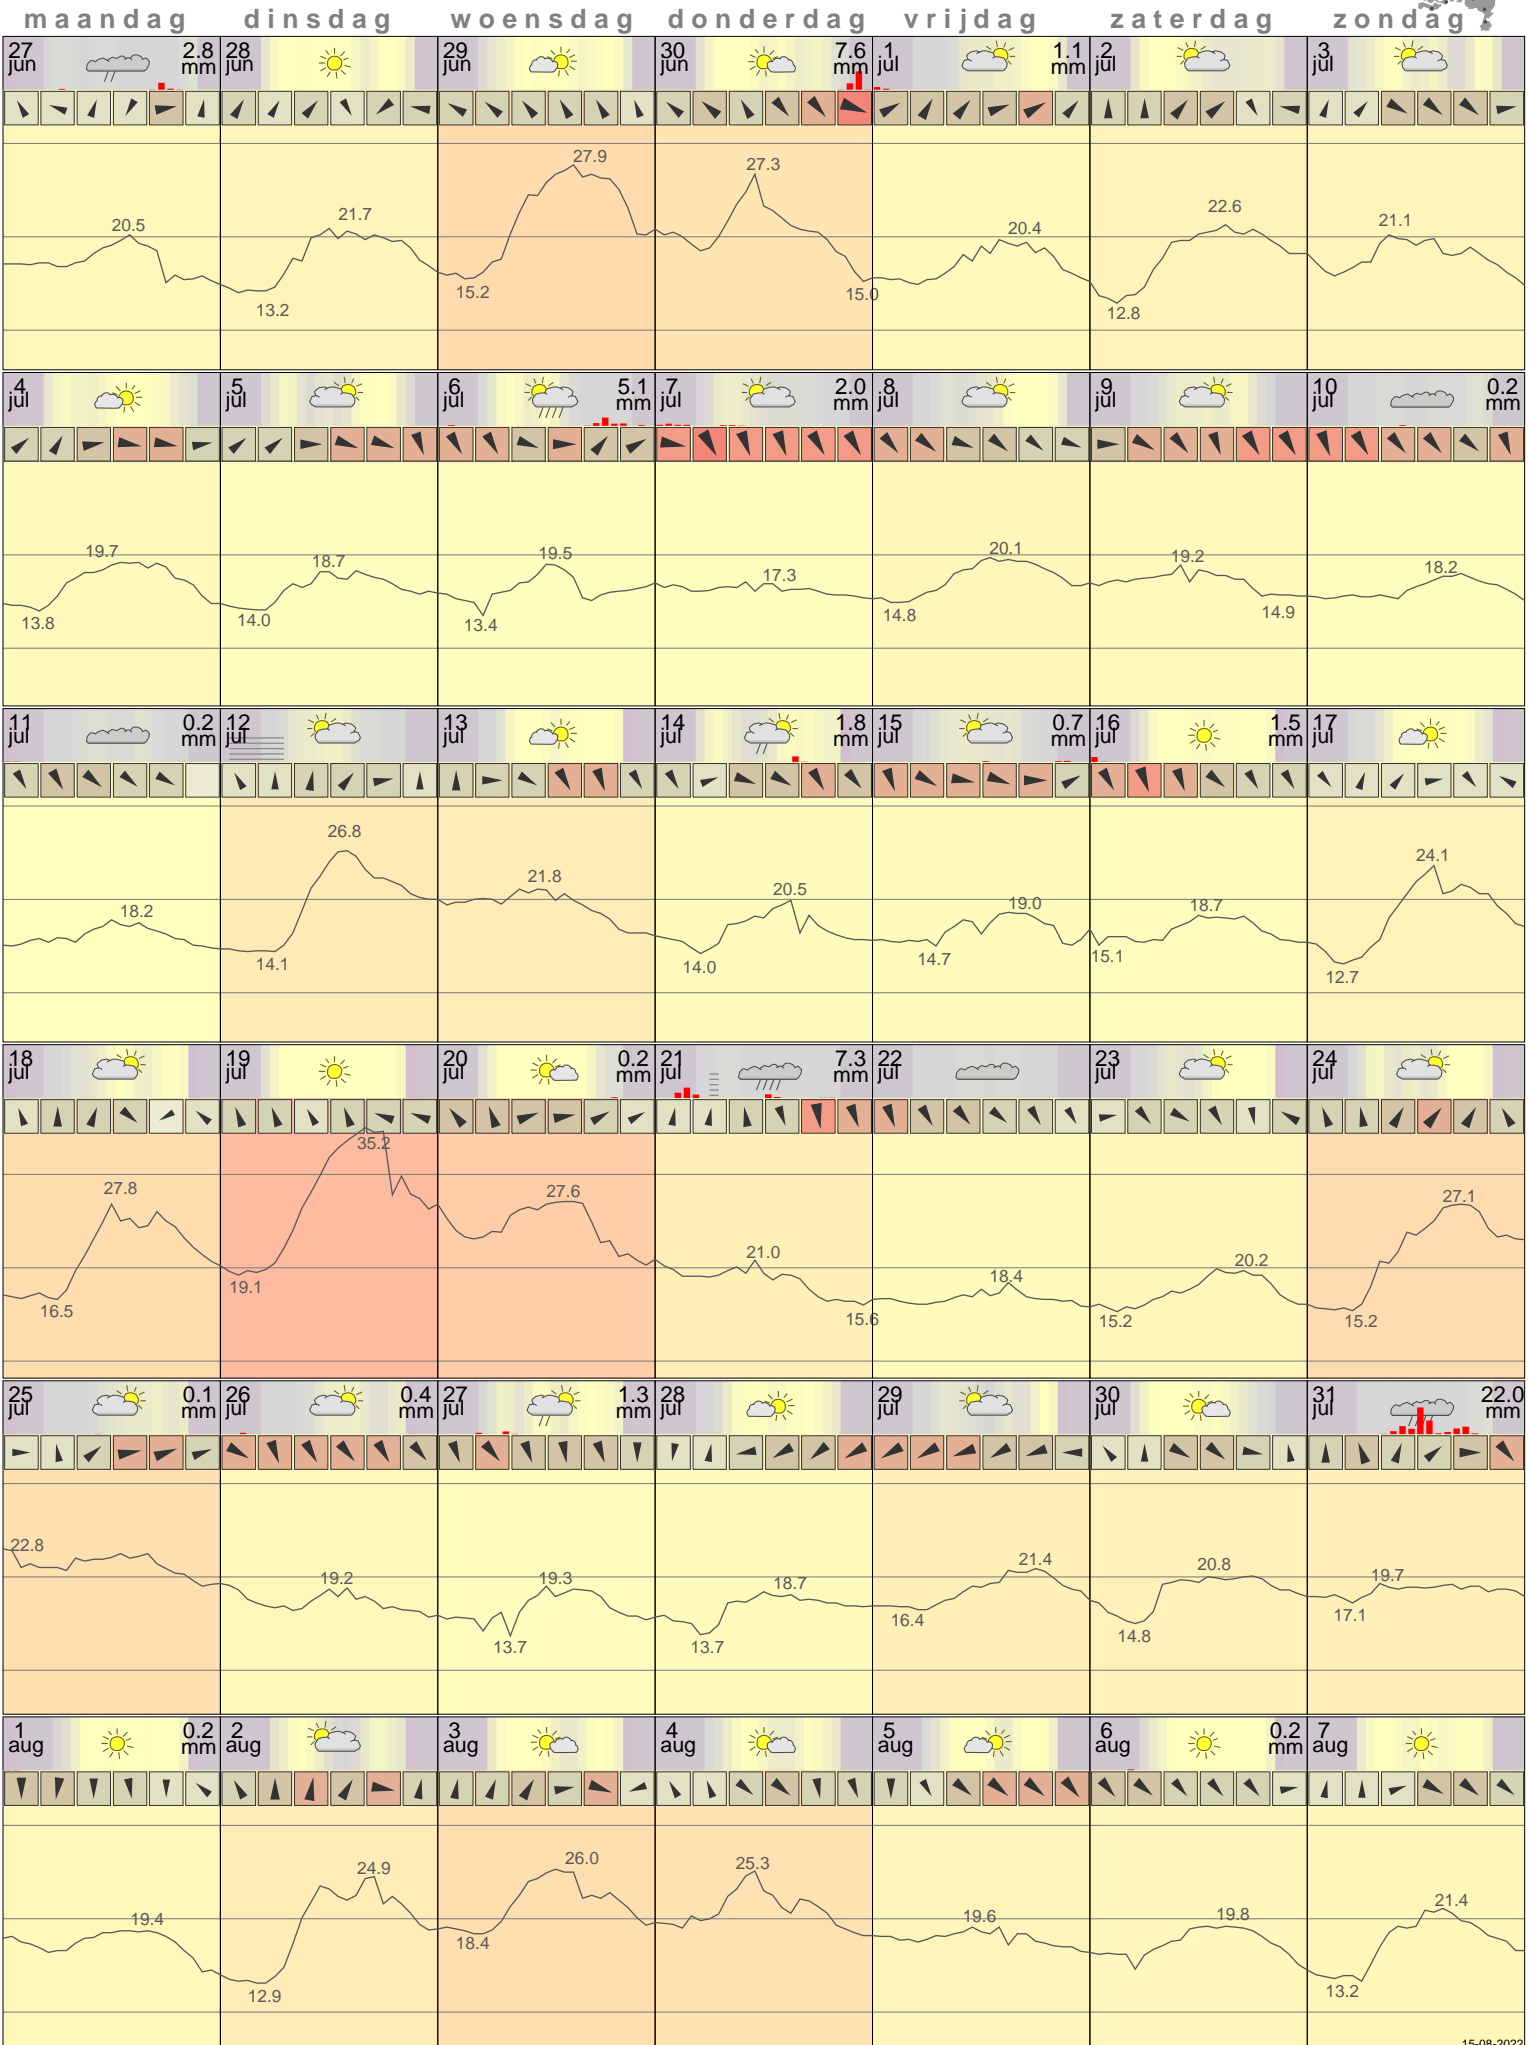 maandag dinsdag woensdag donderdag vrijdag zaterdag zondag
27 jun 2.8 mm 28 jun 29 jun 30 jun 7.6 mm 1 jul 1.1 mm 2 jul 3 jul
27.9
27.3
20.5 21.7 20.4 22.6 21.1
13.2 15.2 15.0 12.8
4 jul 5 jul 6 jul 5.1 mm 7 jul 2.0 mm 8 jul 9 jul 10 jul 0.2 mm
19.7 18.7 19.5 17.3 20.1 19.2 18.2
13.8 14.0 13.4 14.8 14.9
11 jul 0.2 mm 12 jul 13 jul 14 jul 1.8 mm 15 jul 0.7 mm 16 jul 1.5 mm 17 jul
18.2 26.8 21.8 20.5 19.0 18.7 24.1
14.1 14.0 14.7 15.1 12.7
18 jul 19 jul 20 jul 0.2 mm 21 jul 7.3 mm 22 jul 23 jul 24 jul
27.8 35.2 27.6 21.0 18.4 20.2 27.1
16.5 19.1 15.6 15.2 15.2
25 jul 0.1 mm 26 jul 0.4 mm 27 jul 1.3 mm 28 jul 29 jul 30 jul 31 jul 22.0 mm
22.8 19.2 19.3 18.7 21.4 20.8 19.7
13.7 13.7 16.4 14.8 17.1
1 aug 0.2 mm 2 aug 3 aug 4 aug 5 aug 6 aug 0.2 mm 7 aug
19.4 24.9 26.0 25.3 19.6 19.8 21.4
12.9 18.4 13.2
15-08-2022